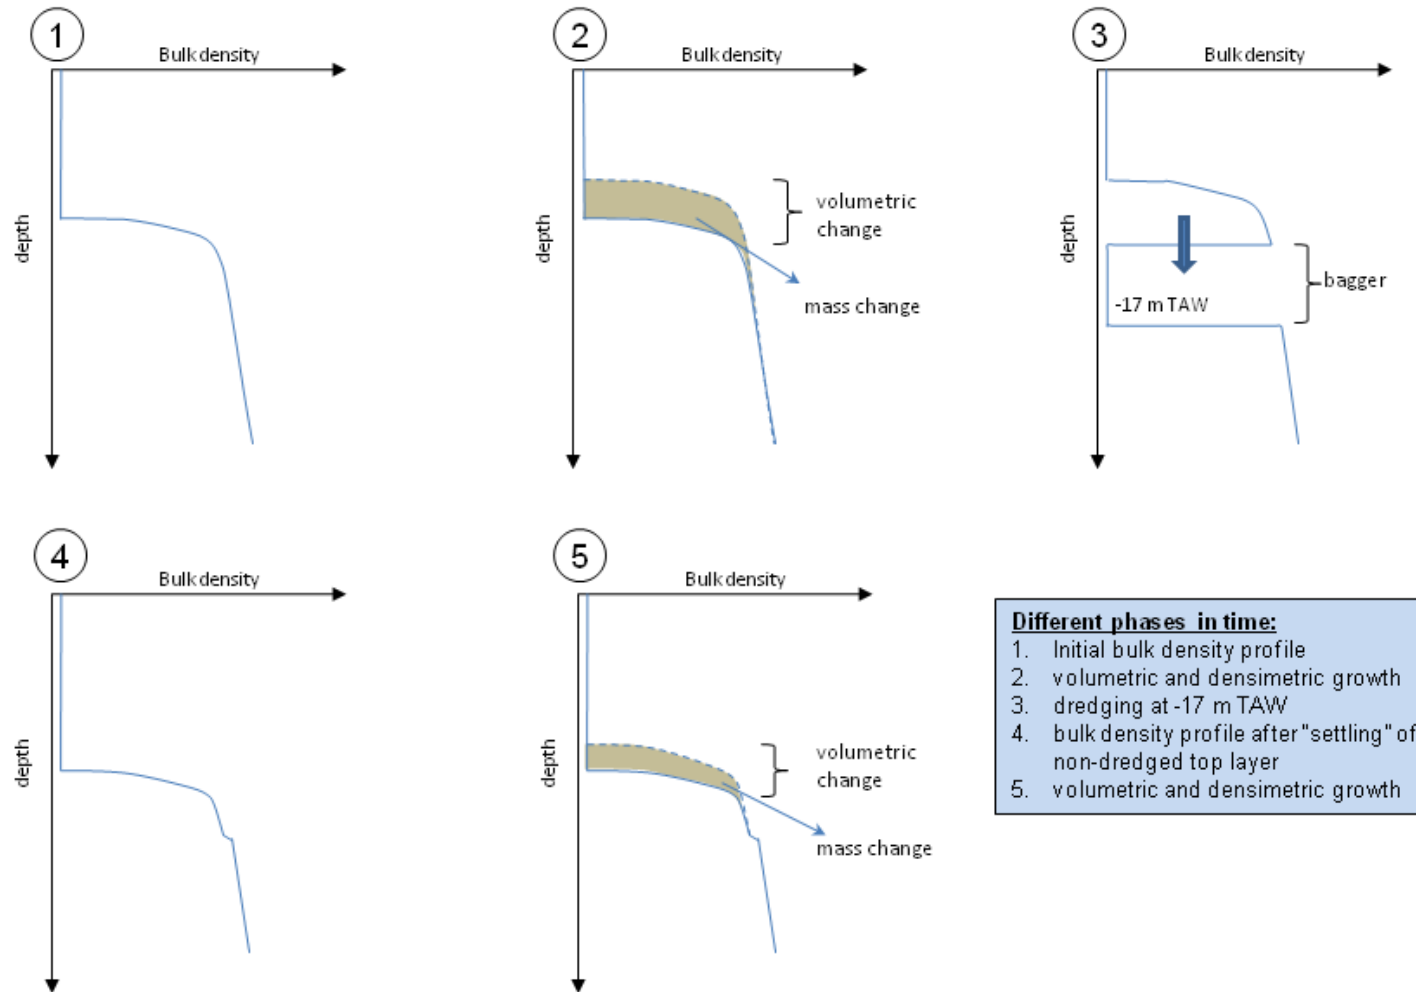 1
Bulk density
depth
2
Bulk density
depth
volumetric
change
mass change
3
Bulk density
depth
bagger
-17 m TAW
4
Bulk density
depth
5
Bulk density
depth
volumetric
change
mass change
Different phases in time:
1. Initial bulk density profile
2. volumetric and densimetric growth
3. dredging at -17 m TAW
4. bulk density profile after "settling" of
non-dredged top layer
5. volumetric and densimetric growth